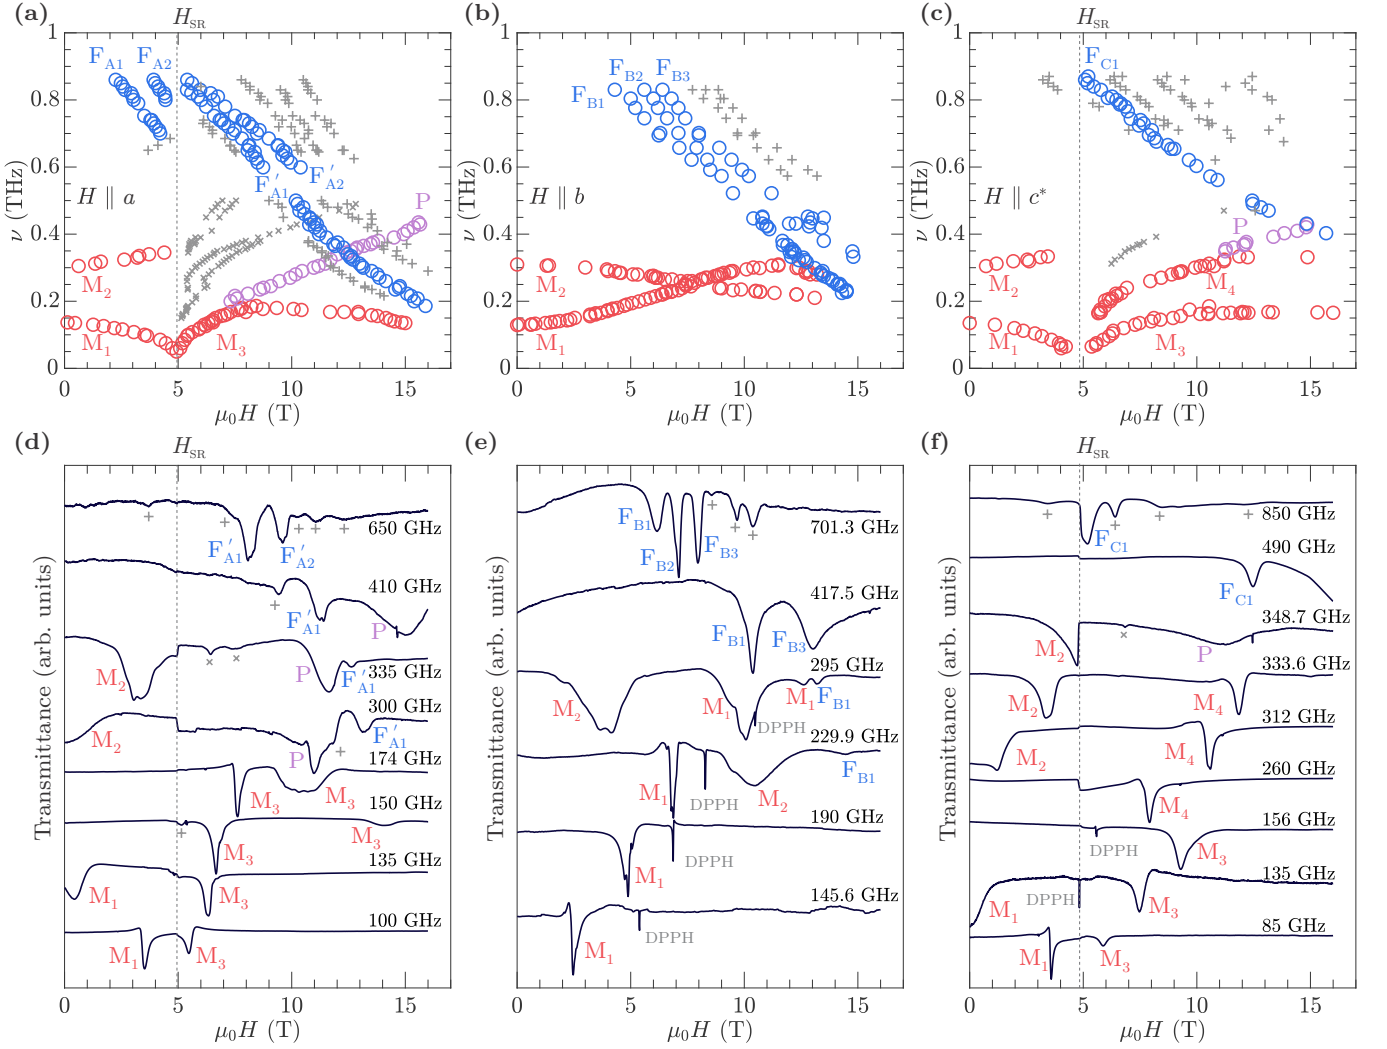 (a)
H_SR
(b)
(c)
H_SR
1
0.8
0.6
0.4
0.2
0
ν (THz)
F_A1
F_A2
F_A1′
F_A2′
H ∥ a
P
M_2
M_1
M_3
0
5
10
15
μ_0H (T)
1
0.8
0.6
0.4
0.2
0
ν (THz)
F_B1
F_B2
F_B3
H ∥ b
M_2
M_1
0
5
10
15
μ_0H (T)
1
0.8
0.6
0.4
0.2
0
ν (THz)
F_C1
H ∥ c*
P
M_2
M_4
M_1
M_3
0
5
10
15
μ_0H (T)
(d)
H_SR
(e)
(f)
H_SR
Transmittance (arb. units)
650 GHz
F_A1′
F_A2′
410 GHz
F_A1′
P
335 GHz
M_2
P
F_A1′
300 GHz
M_2
P
F_A1′
174 GHz
M_3
M_3
150 GHz
M_3
M_3
135 GHz
M_1
M_3
100 GHz
M_1
M_3
0
5
10
15
μ_0H (T)
Transmittance (arb. units)
701.3 GHz
F_B1
F_B2
F_B3
417.5 GHz
F_B1
F_B3
295 GHz
M_2
M_1
DPPH
M_1
F_B1
229.9 GHz
M_1
DPPH
M_2
F_B1
190 GHz
M_1
DPPH
145.6 GHz
M_1
DPPH
0
5
10
15
μ_0H (T)
Transmittance (arb. units)
850 GHz
F_C1
490 GHz
F_C1
348.7 GHz
M_2
P
333.6 GHz
M_2
M_4
312 GHz
M_2
M_4
260 GHz
M_4
156 GHz
DPPH
M_3
135 GHz
M_1
DPPH
M_3
85 GHz
M_1
M_3
0
5
10
15
μ_0H (T)